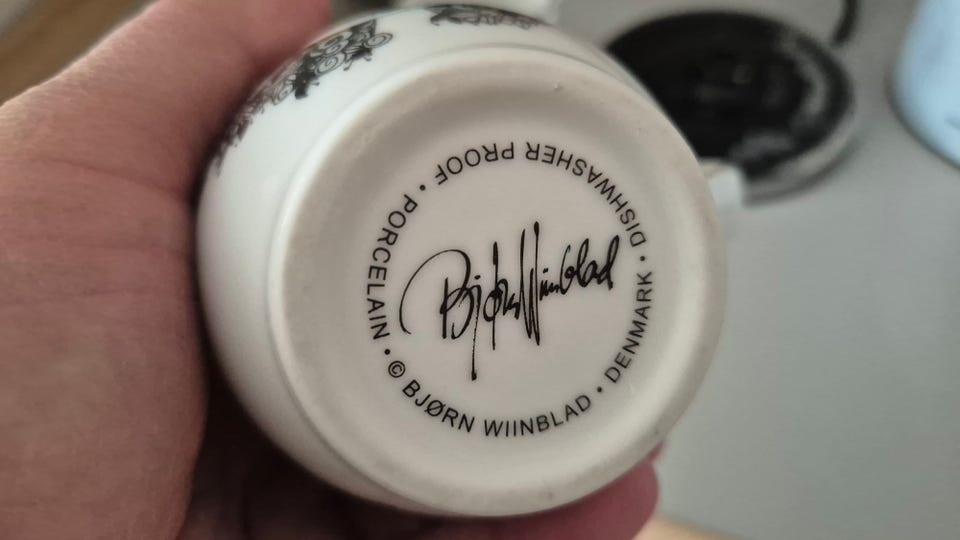 Bjørn Wiinblad
© BJØRN WIINBLAD • DENMARK • DISHWASHER PROOF • PORCELAIN •